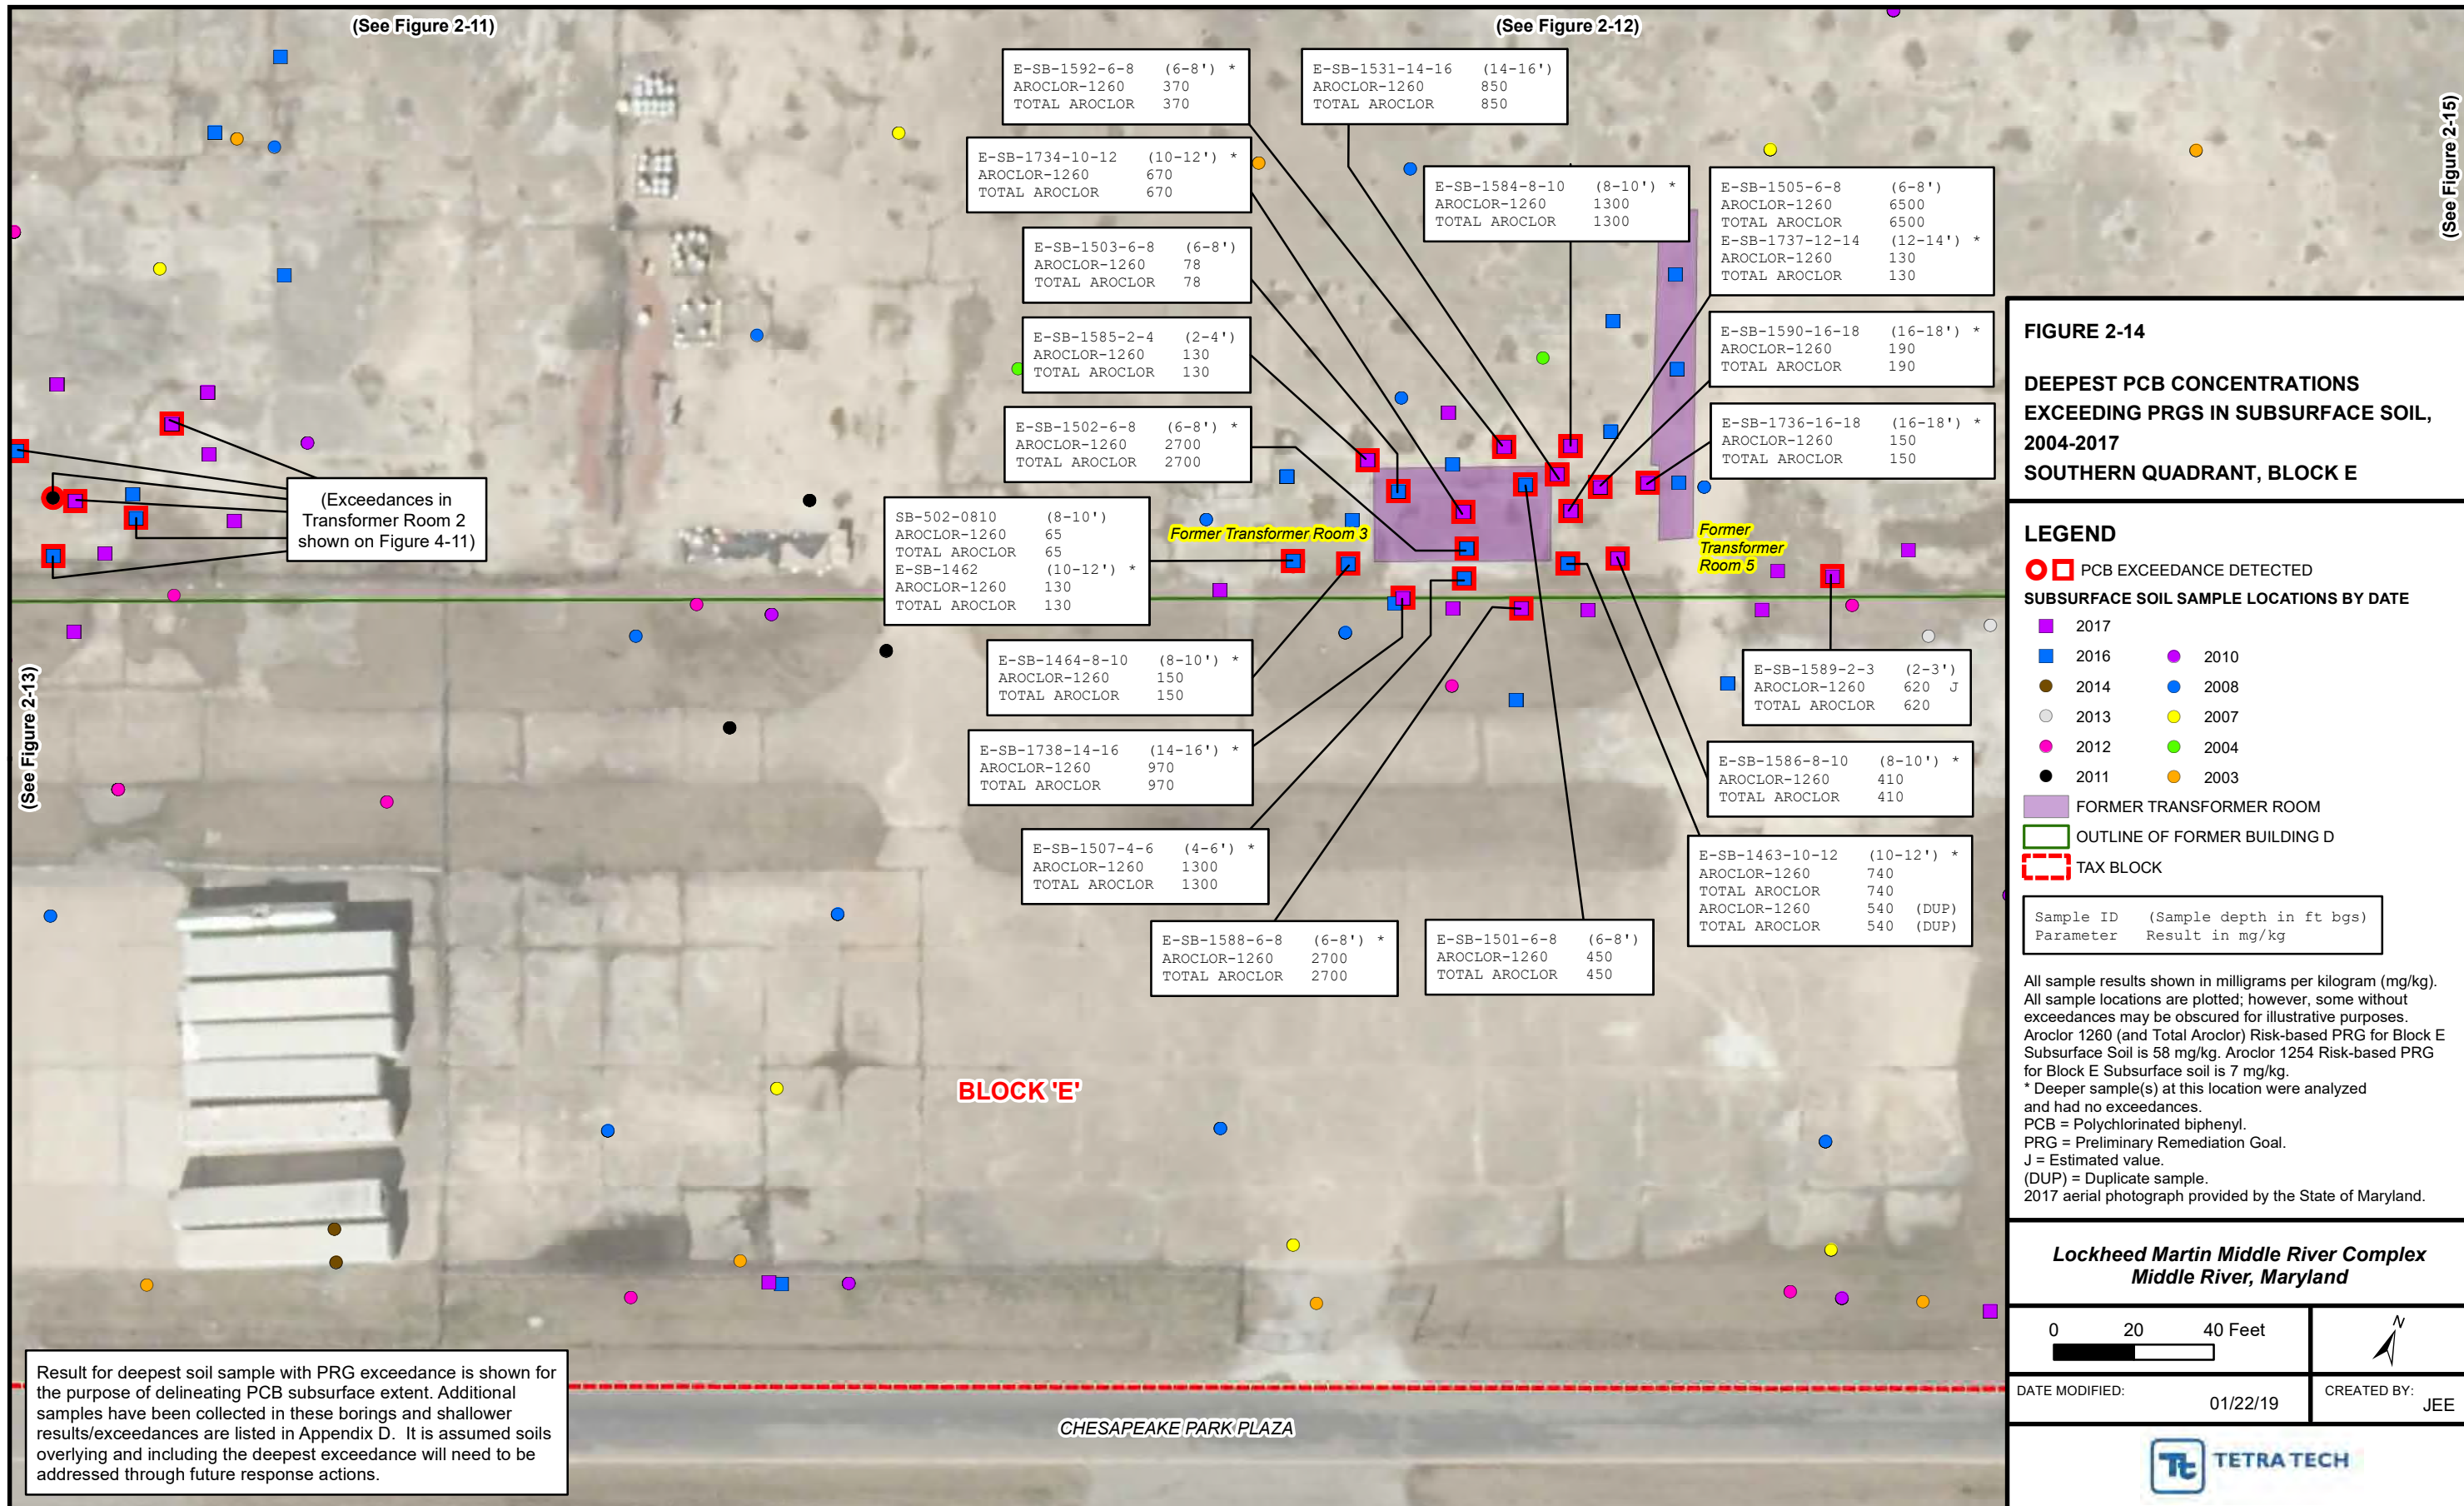 (See Figure 2-11)
(See Figure 2-12)
(See Figure 2-15)
(See Figure 2-13)
E-SB-1592-6-8 (6-8') *
AROCLOR-1260 370
TOTAL AROCLOR 370
E-SB-1531-14-16 (14-16')
AROCLOR-1260 850
TOTAL AROCLOR 850
E-SB-1734-10-12 (10-12') *
AROCLOR-1260 670
TOTAL AROCLOR 670
E-SB-1584-8-10 (8-10') *
AROCLOR-1260 1300
TOTAL AROCLOR 1300
E-SB-1505-6-8 (6-8')
AROCLOR-1260 6500
TOTAL AROCLOR 6500
E-SB-1737-12-14 (12-14') *
AROCLOR-1260 130
TOTAL AROCLOR 130
E-SB-1503-6-8 (6-8')
AROCLOR-1260 78
TOTAL AROCLOR 78
E-SB-1585-2-4 (2-4')
AROCLOR-1260 130
TOTAL AROCLOR 130
E-SB-1590-16-18 (16-18') *
AROCLOR-1260 190
TOTAL AROCLOR 190
E-SB-1502-6-8 (6-8') *
AROCLOR-1260 2700
TOTAL AROCLOR 2700
E-SB-1736-16-18 (16-18') *
AROCLOR-1260 150
TOTAL AROCLOR 150
(Exceedances in
Transformer Room 2
shown on Figure 4-11)
SB-502-0810 (8-10')
AROCLOR-1260 65
TOTAL AROCLOR 65
E-SB-1462 (10-12') *
AROCLOR-1260 130
TOTAL AROCLOR 130
Former Transformer Room 3
Former
Transformer
Room 5
E-SB-1464-8-10 (8-10') *
AROCLOR-1260 150
TOTAL AROCLOR 150
E-SB-1589-2-3 (2-3')
AROCLOR-1260 620 J
TOTAL AROCLOR 620
E-SB-1738-14-16 (14-16') *
AROCLOR-1260 970
TOTAL AROCLOR 970
E-SB-1586-8-10 (8-10') *
AROCLOR-1260 410
TOTAL AROCLOR 410
E-SB-1507-4-6 (4-6') *
AROCLOR-1260 1300
TOTAL AROCLOR 1300
E-SB-1463-10-12 (10-12') *
AROCLOR-1260 740
TOTAL AROCLOR 740
AROCLOR-1260 540 (DUP)
TOTAL AROCLOR 540 (DUP)
E-SB-1588-6-8 (6-8') *
AROCLOR-1260 2700
TOTAL AROCLOR 2700
E-SB-1501-6-8 (6-8')
AROCLOR-1260 450
TOTAL AROCLOR 450
BLOCK 'E'
CHESAPEAKE PARK PLAZA
Result for deepest soil sample with PRG exceedance is shown for
the purpose of delineating PCB subsurface extent. Additional
samples have been collected in these borings and shallower
results/exceedances are listed in Appendix D. It is assumed soils
overlying and including the deepest exceedance will need to be
addressed through future response actions.
FIGURE 2-14
DEEPEST PCB CONCENTRATIONS
EXCEEDING PRGS IN SUBSURFACE SOIL,
2004-2017
SOUTHERN QUADRANT, BLOCK E
LEGEND
PCB EXCEEDANCE DETECTED
SUBSURFACE SOIL SAMPLE LOCATIONS BY DATE
2017
2016 2010
2014 2008
2013 2007
2012 2004
2011 2003
FORMER TRANSFORMER ROOM
OUTLINE OF FORMER BUILDING D
TAX BLOCK
Sample ID (Sample depth in ft bgs)
Parameter Result in mg/kg
All sample results shown in milligrams per kilogram (mg/kg).
All sample locations are plotted; however, some without
exceedances may be obscured for illustrative purposes.
Aroclor 1260 (and Total Aroclor) Risk-based PRG for Block E
Subsurface Soil is 58 mg/kg. Aroclor 1254 Risk-based PRG
for Block E Subsurface soil is 7 mg/kg.
* Deeper sample(s) at this location were analyzed
and had no exceedances.
PCB = Polychlorinated biphenyl.
PRG = Preliminary Remediation Goal.
J = Estimated value.
(DUP) = Duplicate sample.
2017 aerial photograph provided by the State of Maryland.
Lockheed Martin Middle River Complex
Middle River, Maryland
0 20 40 Feet
N
DATE MODIFIED:
01/22/19
CREATED BY:
JEE
Tt TETRA TECH